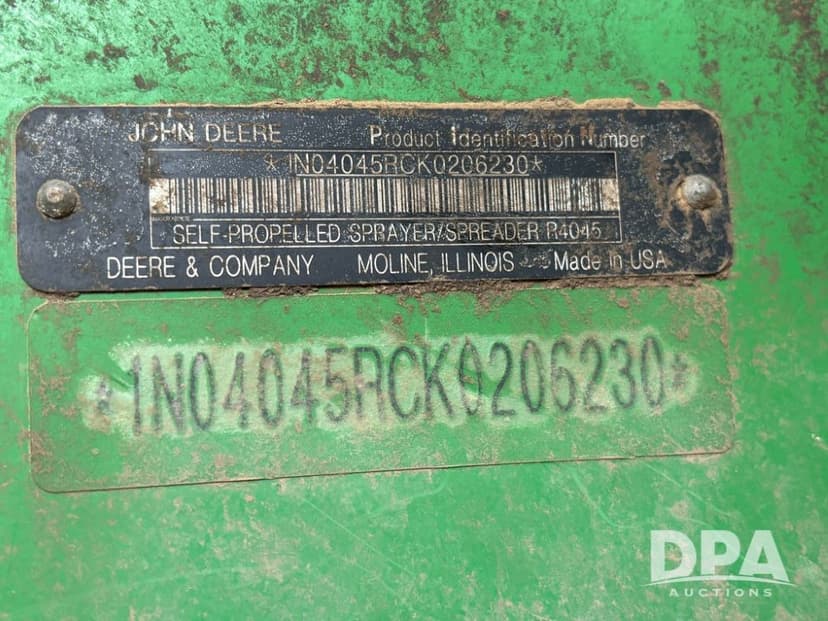 JOHN DEERE Product Identification Number
*1N04045RCK0206230*
SELF-PROPELLED SPRAYER/SPREADER R4045
DEERE & COMPANY MOLINE, ILLINOIS Made in USA
*1N04045RCK0206230*
DPA
AUCTIONS